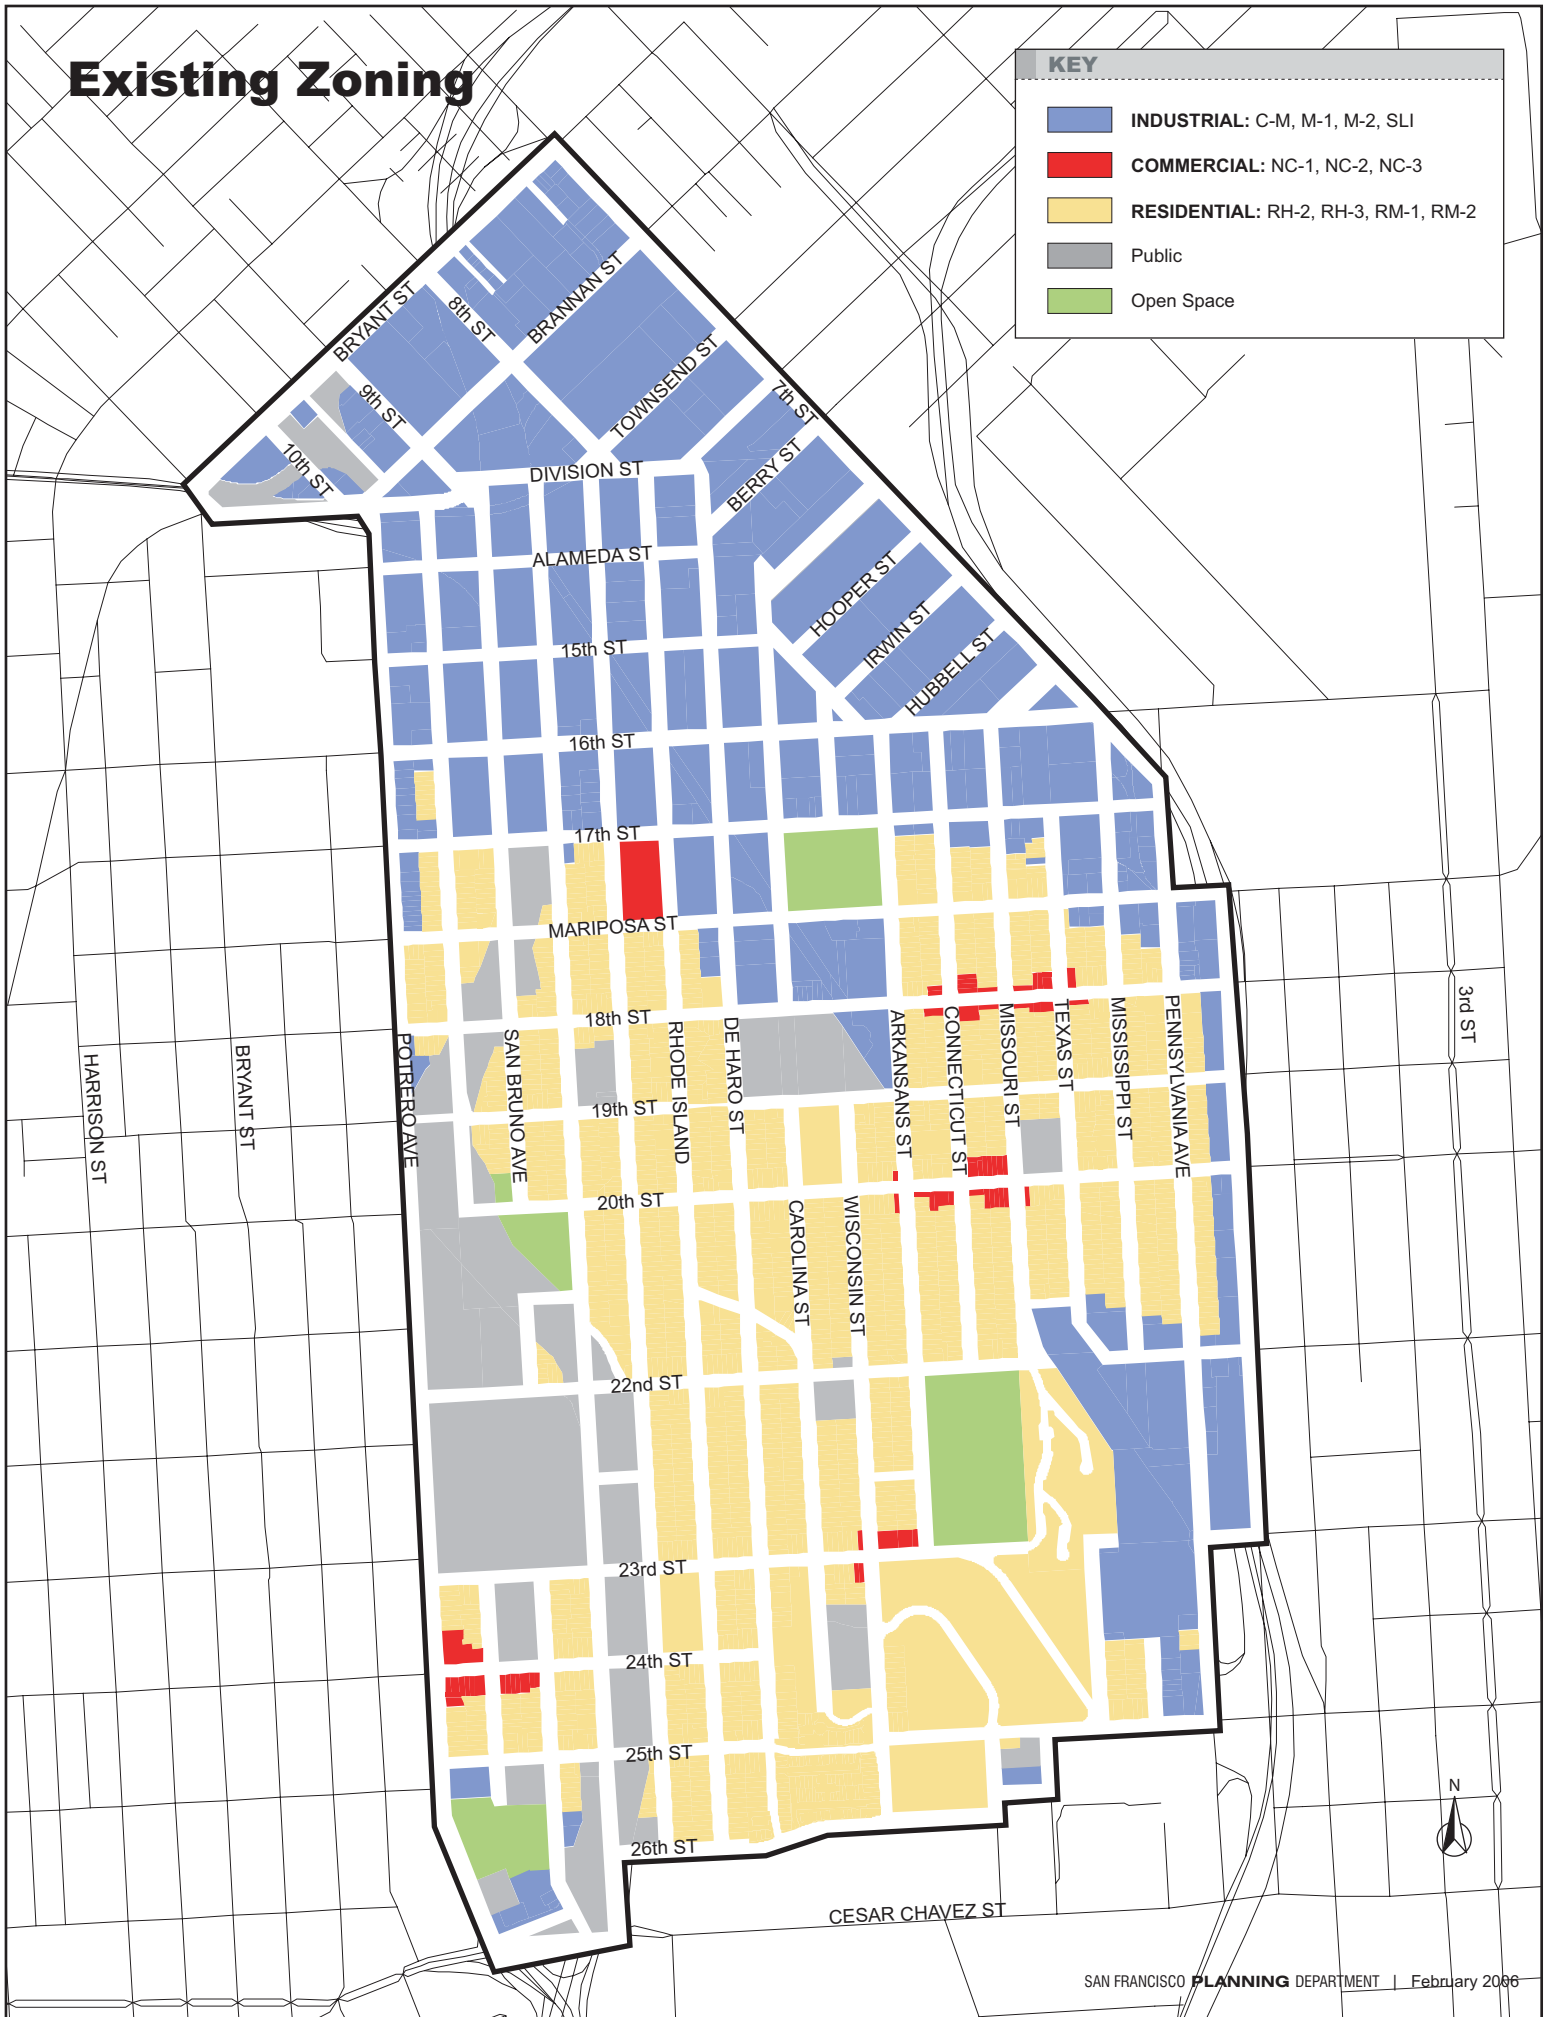 Existing Zoning
KEY
INDUSTRIAL: C-M, M-1, M-2, SLI
COMMERCIAL: NC-1, NC-2, NC-3
RESIDENTIAL: RH-2, RH-3, RM-1, RM-2
Public
Open Space
BRYANT ST
8th ST
BRANNAN ST
9th ST
TOWNSEND ST
7th ST
10th ST
DIVISION ST
BERRY ST
ALAMEDA ST
HOOPER ST
IRWIN ST
15th ST
HUBBELL ST
16th ST
17th ST
MARIPOSA ST
18th ST
3rd ST
HARRISON ST
BRYANT ST
POTRERO AVE
SAN BRUNO AVE
RHODE ISLAND
DE HARO ST
ARKANSANS ST
CONNECTICUT ST
MISSOURI ST
TEXAS ST
MISSISSIPPI ST
PENNSYLVANIA AVE
19th ST
20th ST
CAROLINA ST
WISCONSIN ST
22nd ST
23rd ST
24th ST
25th ST
26th ST
N
CESAR CHAVEZ ST
SAN FRANCISCO PLANNING DEPARTMENT | February 2006